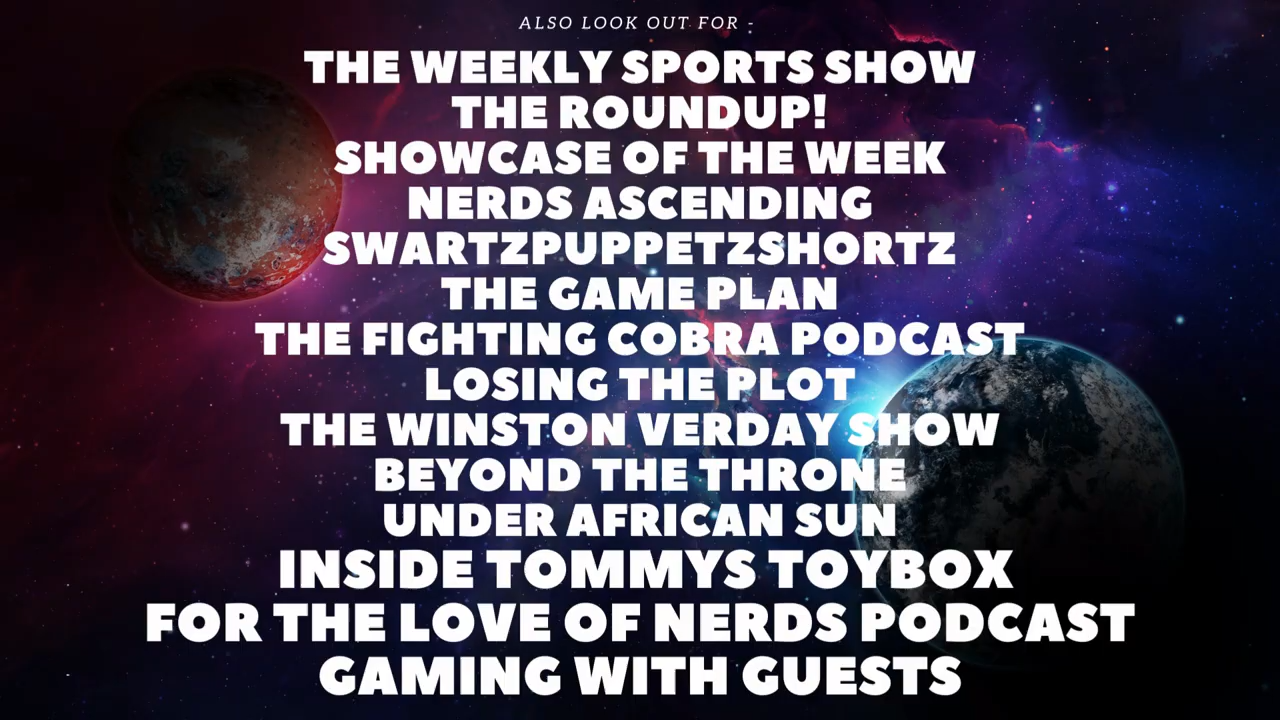 ALSO LOOK OUT FOR -
THE WEEKLY SPORTS SHOW
THE ROUNDUP!
SHOWCASE OF THE WEEK
NERDS ASCENDING
SWARTZPUPPETZSHORTZ
THE GAME PLAN
THE FIGHTING COBRA PODCAST
LOSING THE PLOT
THE WINSTON VERDAY SHOW
BEYOND THE THRONE
UNDER AFRICAN SUN
INSIDE TOMMYS TOYBOX
FOR THE LOVE OF NERDS PODCAST
GAMING WITH GUESTS